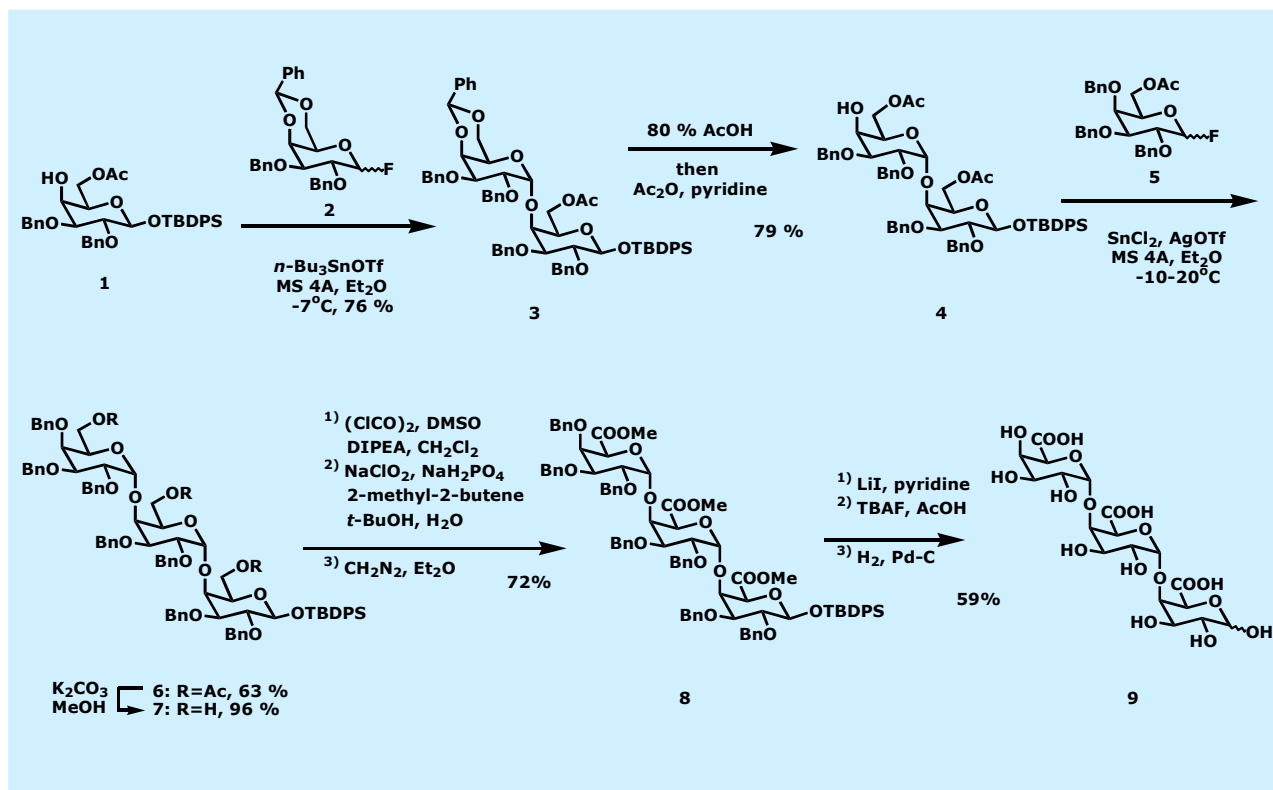 Ph
O
O
O
BnO
BnO
F
2
HO
OAc
O
BnO
BnO
OTBDPS
1
n-Bu₃SnOTf
MS 4A, Et₂O
-7°C, 76 %
Ph
O
O
O
BnO
BnO
O
OAc
O
BnO
BnO
OTBDPS
3
80 % AcOH
then
Ac₂O, pyridine
79 %
HO
OAc
O
BnO
BnO
O
OAc
O
BnO
BnO
OTBDPS
4
BnO
OAc
O
BnO
BnO
F
5
SnCl₂, AgOTf
MS 4A, Et₂O
-10-20°C
BnO
OR
O
BnO
BnO
O
OR
O
BnO
BnO
O
OR
O
BnO
BnO
OTBDPS
K₂CO₃
MeOH
6: R=Ac, 63 %
7: R=H, 96 %
1) (ClCO)₂, DMSO
DIPEA, CH₂Cl₂
2) NaClO₂, NaH₂PO₄
2-methyl-2-butene
t-BuOH, H₂O
3) CH₂N₂, Et₂O
72%
BnO
COOMe
O
BnO
BnO
O
COOMe
O
BnO
BnO
O
COOMe
O
BnO
BnO
OTBDPS
8
1) LiI, pyridine
2) TBAF, AcOH
3) H₂, Pd-C
59%
HO
COOH
O
HO
HO
O
COOH
O
HO
HO
O
COOH
O
HO
HO
OH
9